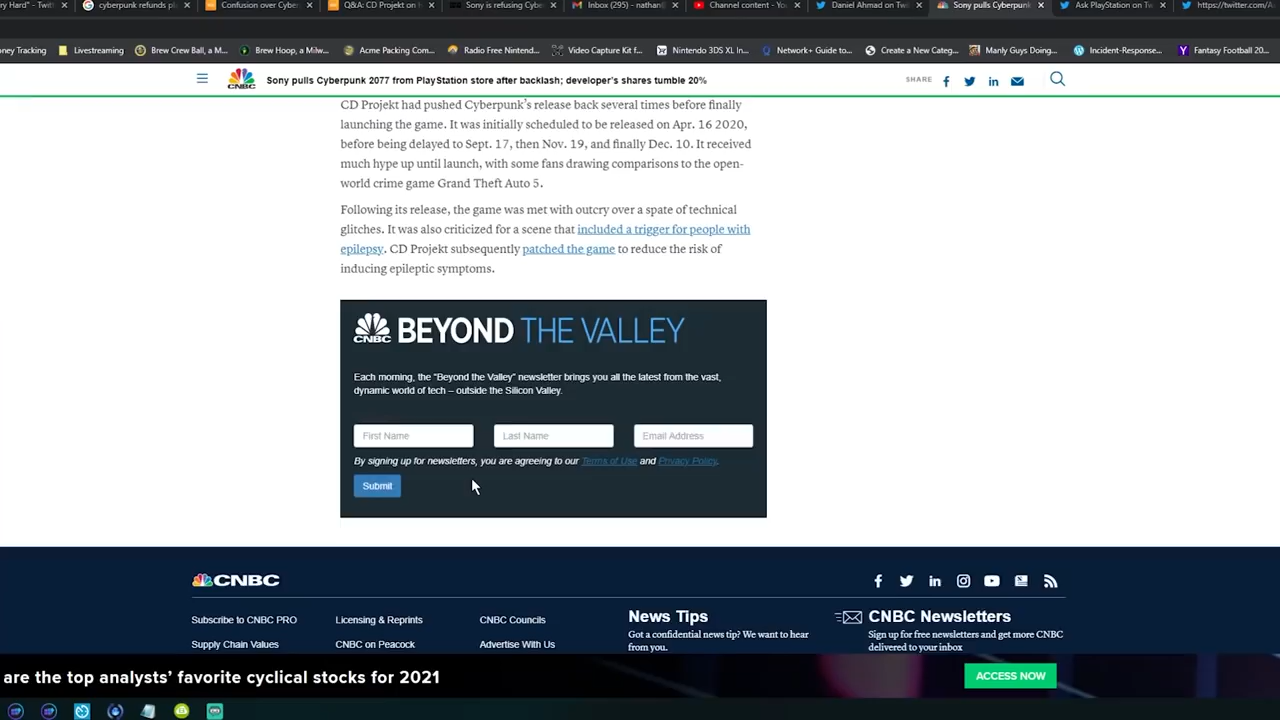 ry Hard" - Twit
cyberpunk refunds pl
Confusion over Cybe
Q&A: CD Projekt on
Sony is refusing Cybe
Inbox (295) - nathan
Channel content - Yo
Daniel Ahmad on Tw
Sony pulls Cyberpunk
Ask PlayStation on Tw
https://twitter.com/A
ney Tracking
Livestreaming
Brew Crew Ball, a M...
Brew Hoop, a Milw...
Acme Packing Com...
Radio Free Nintend...
Video Capture Kit f...
Nintendo 3DS XL In...
Network+ Guide to...
Create a New Categ...
Manly Guys Doing...
Incident-Response...
Fantasy Football 20...
CNBC
Sony pulls Cyberpunk 2077 from PlayStation store after backlash; developer's shares tumble 20%
SHARE
CD Projekt had pushed Cyberpunk's release back several times before finally
launching the game. It was initially scheduled to be released on Apr. 16 2020,
before being delayed to Sept. 17, then Nov. 19, and finally Dec. 10. It received
much hype up until launch, with some fans drawing comparisons to the open-
world crime game Grand Theft Auto 5.
Following its release, the game was met with outcry over a spate of technical
glitches. It was also criticized for a scene that included a trigger for people with
epilepsy. CD Projekt subsequently patched the game to reduce the risk of
inducing epileptic symptoms.
CNBC BEYOND THE VALLEY
Each morning, the "Beyond the Valley" newsletter brings you all the latest from the vast,
dynamic world of tech – outside the Silicon Valley.
First Name
Last Name
Email Address
By signing up for newsletters, you are agreeing to our Terms of Use and Privacy Policy.
Submit
CNBC
Subscribe to CNBC PRO
Licensing & Reprints
CNBC Councils
Supply Chain Values
CNBC on Peacock
Advertise With Us
News Tips
Got a confidential news tip? We want to hear
from you.
CNBC Newsletters
Sign up for free newsletters and get more CNBC
delivered to your inbox
are the top analysts' favorite cyclical stocks for 2021
ACCESS NOW